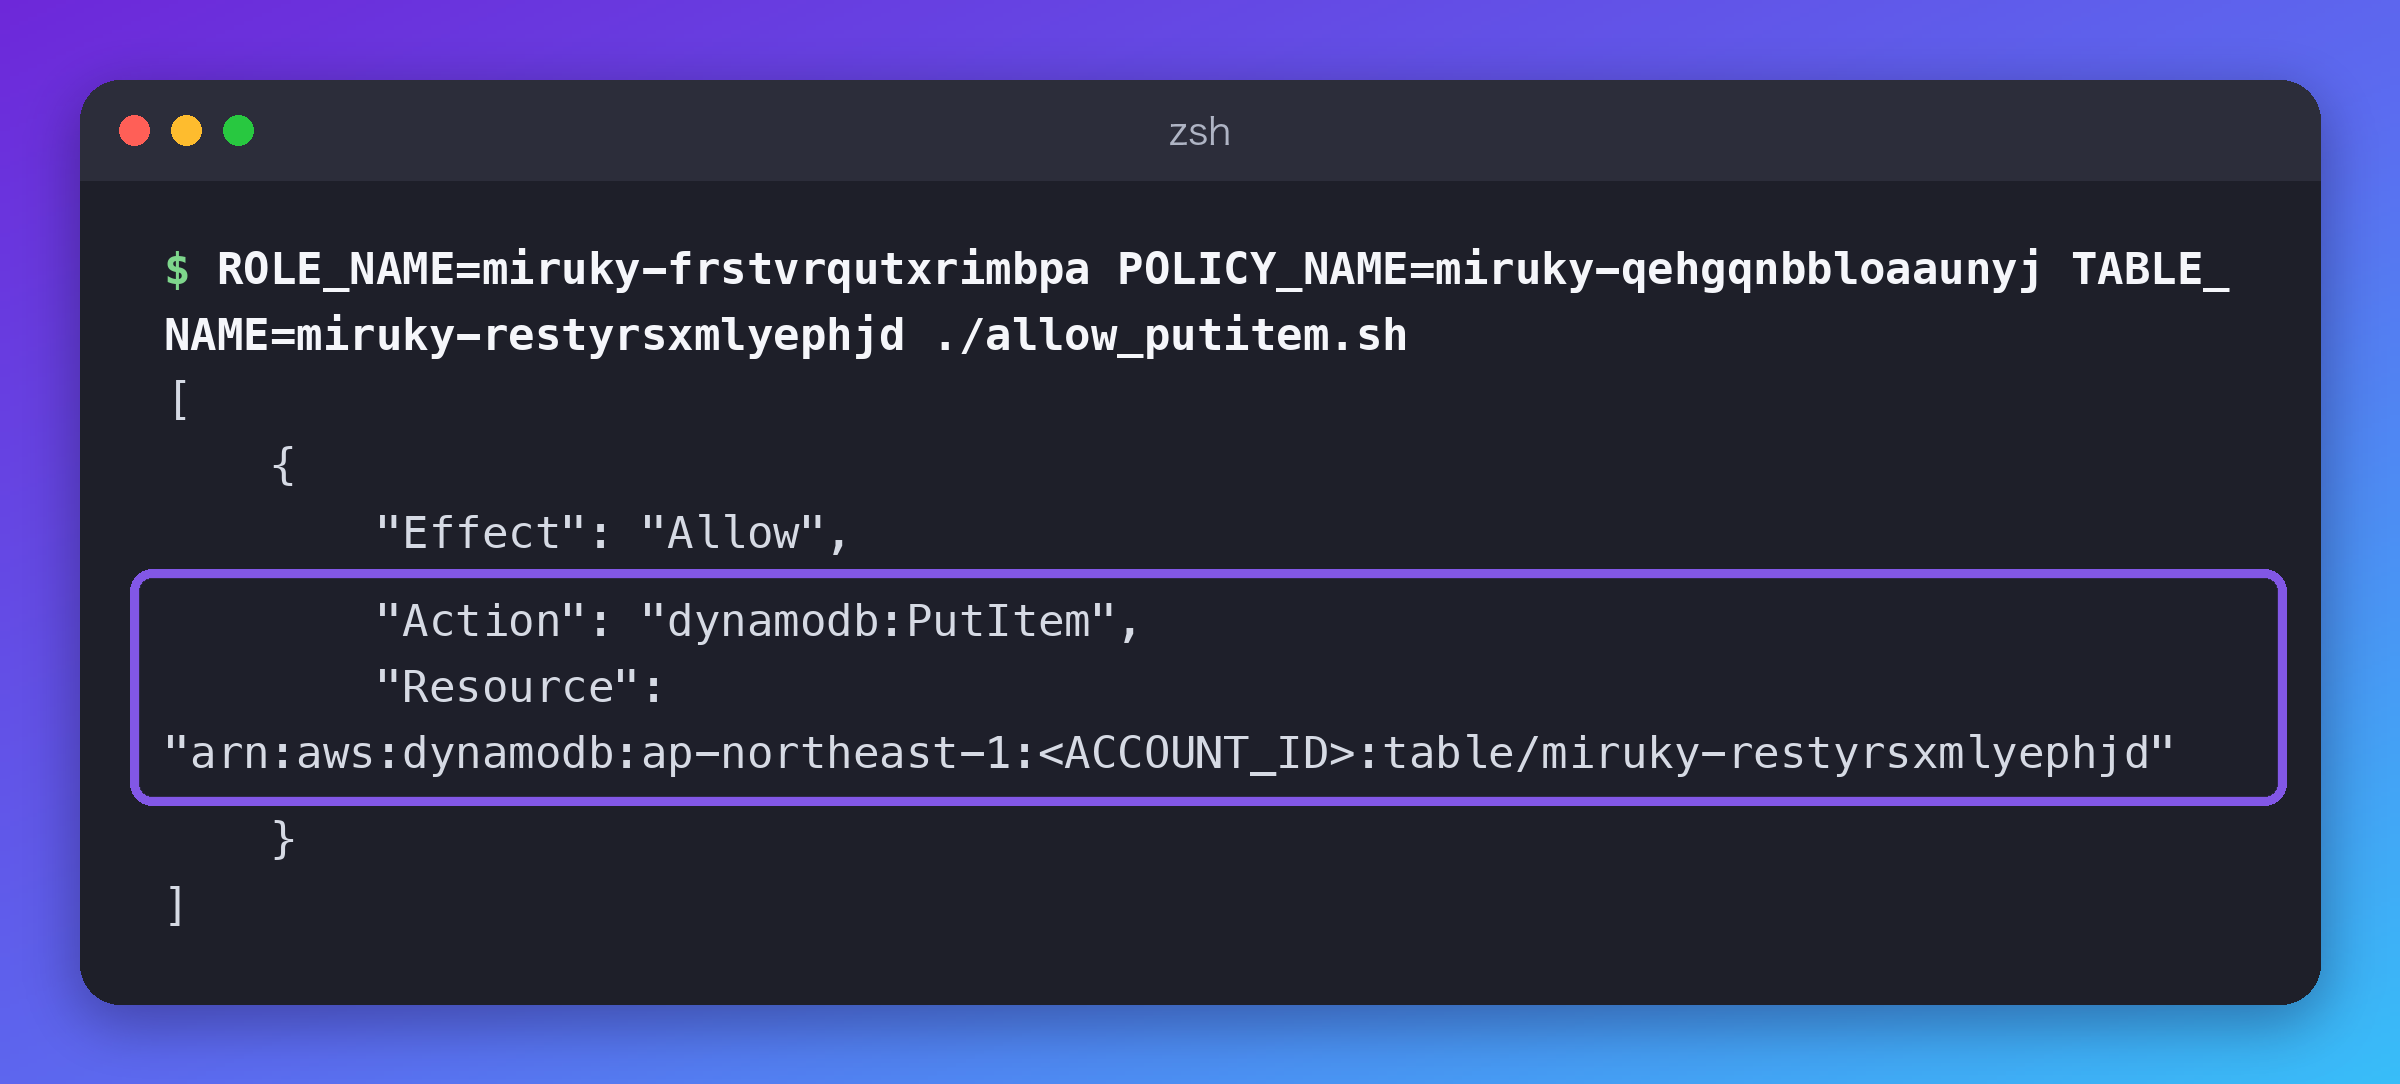 zsh
$ ROLE_NAME=miruky-frstvrqutxrimbpa POLICY_NAME=miruky-qehgqnbbloaaunyj TABLE_
NAME=miruky-restyrsxmlyephjd ./allow_putitem.sh
[
    {
        "Effect": "Allow",
        "Action": "dynamodb:PutItem",
        "Resource":
"arn:aws:dynamodb:ap-northeast-1:<ACCOUNT_ID>:table/miruky-restyrsxmlyephjd"
    }
]